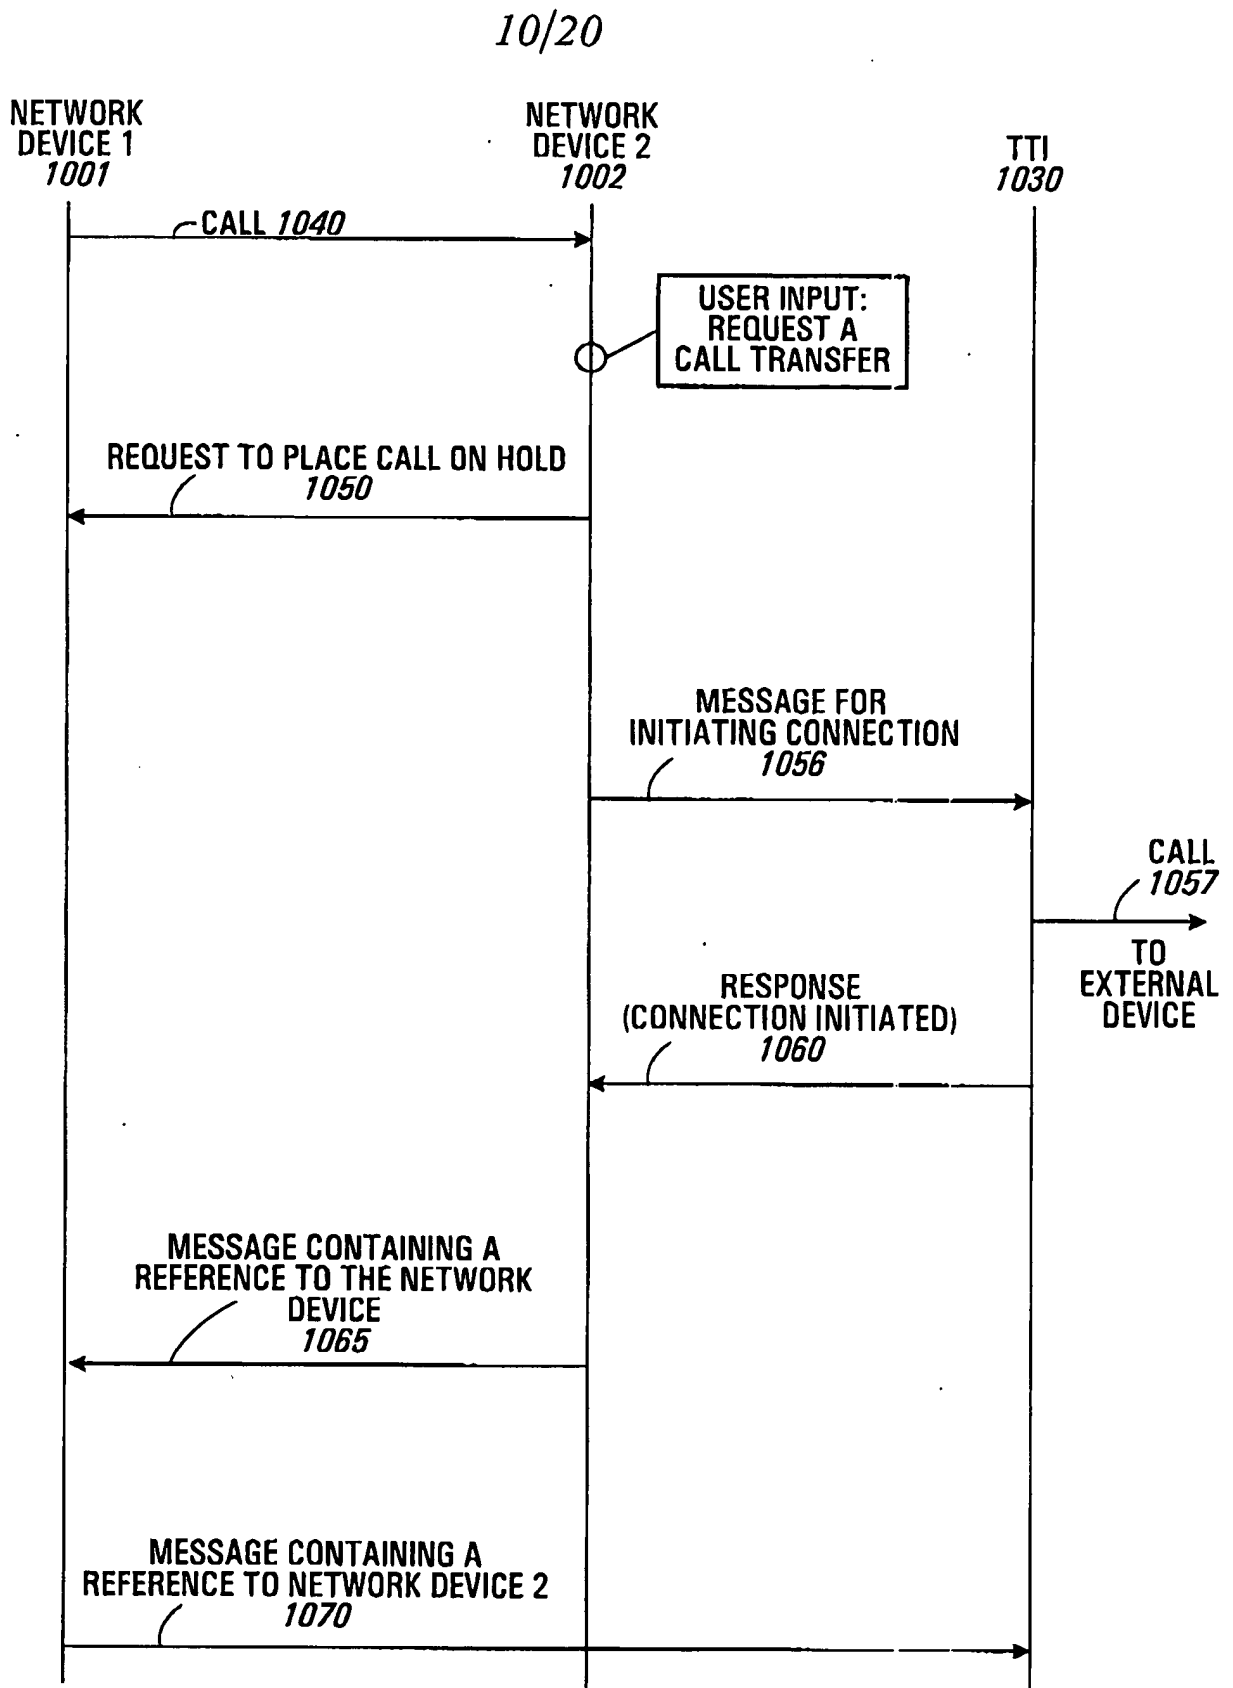 10/20
NETWORK
DEVICE 1
1001
NETWORK
DEVICE 2
1002
TTI
1030
CALL 1040
USER INPUT:
REQUEST A
CALL TRANSFER
REQUEST TO PLACE CALL ON HOLD
1050
MESSAGE FOR
INITIATING CONNECTION
1056
CALL
1057
TO
EXTERNAL
DEVICE
RESPONSE
(CONNECTION INITIATED)
1060
MESSAGE CONTAINING A
REFERENCE TO THE NETWORK
DEVICE
1065
MESSAGE CONTAINING A
REFERENCE TO NETWORK DEVICE 2
1070